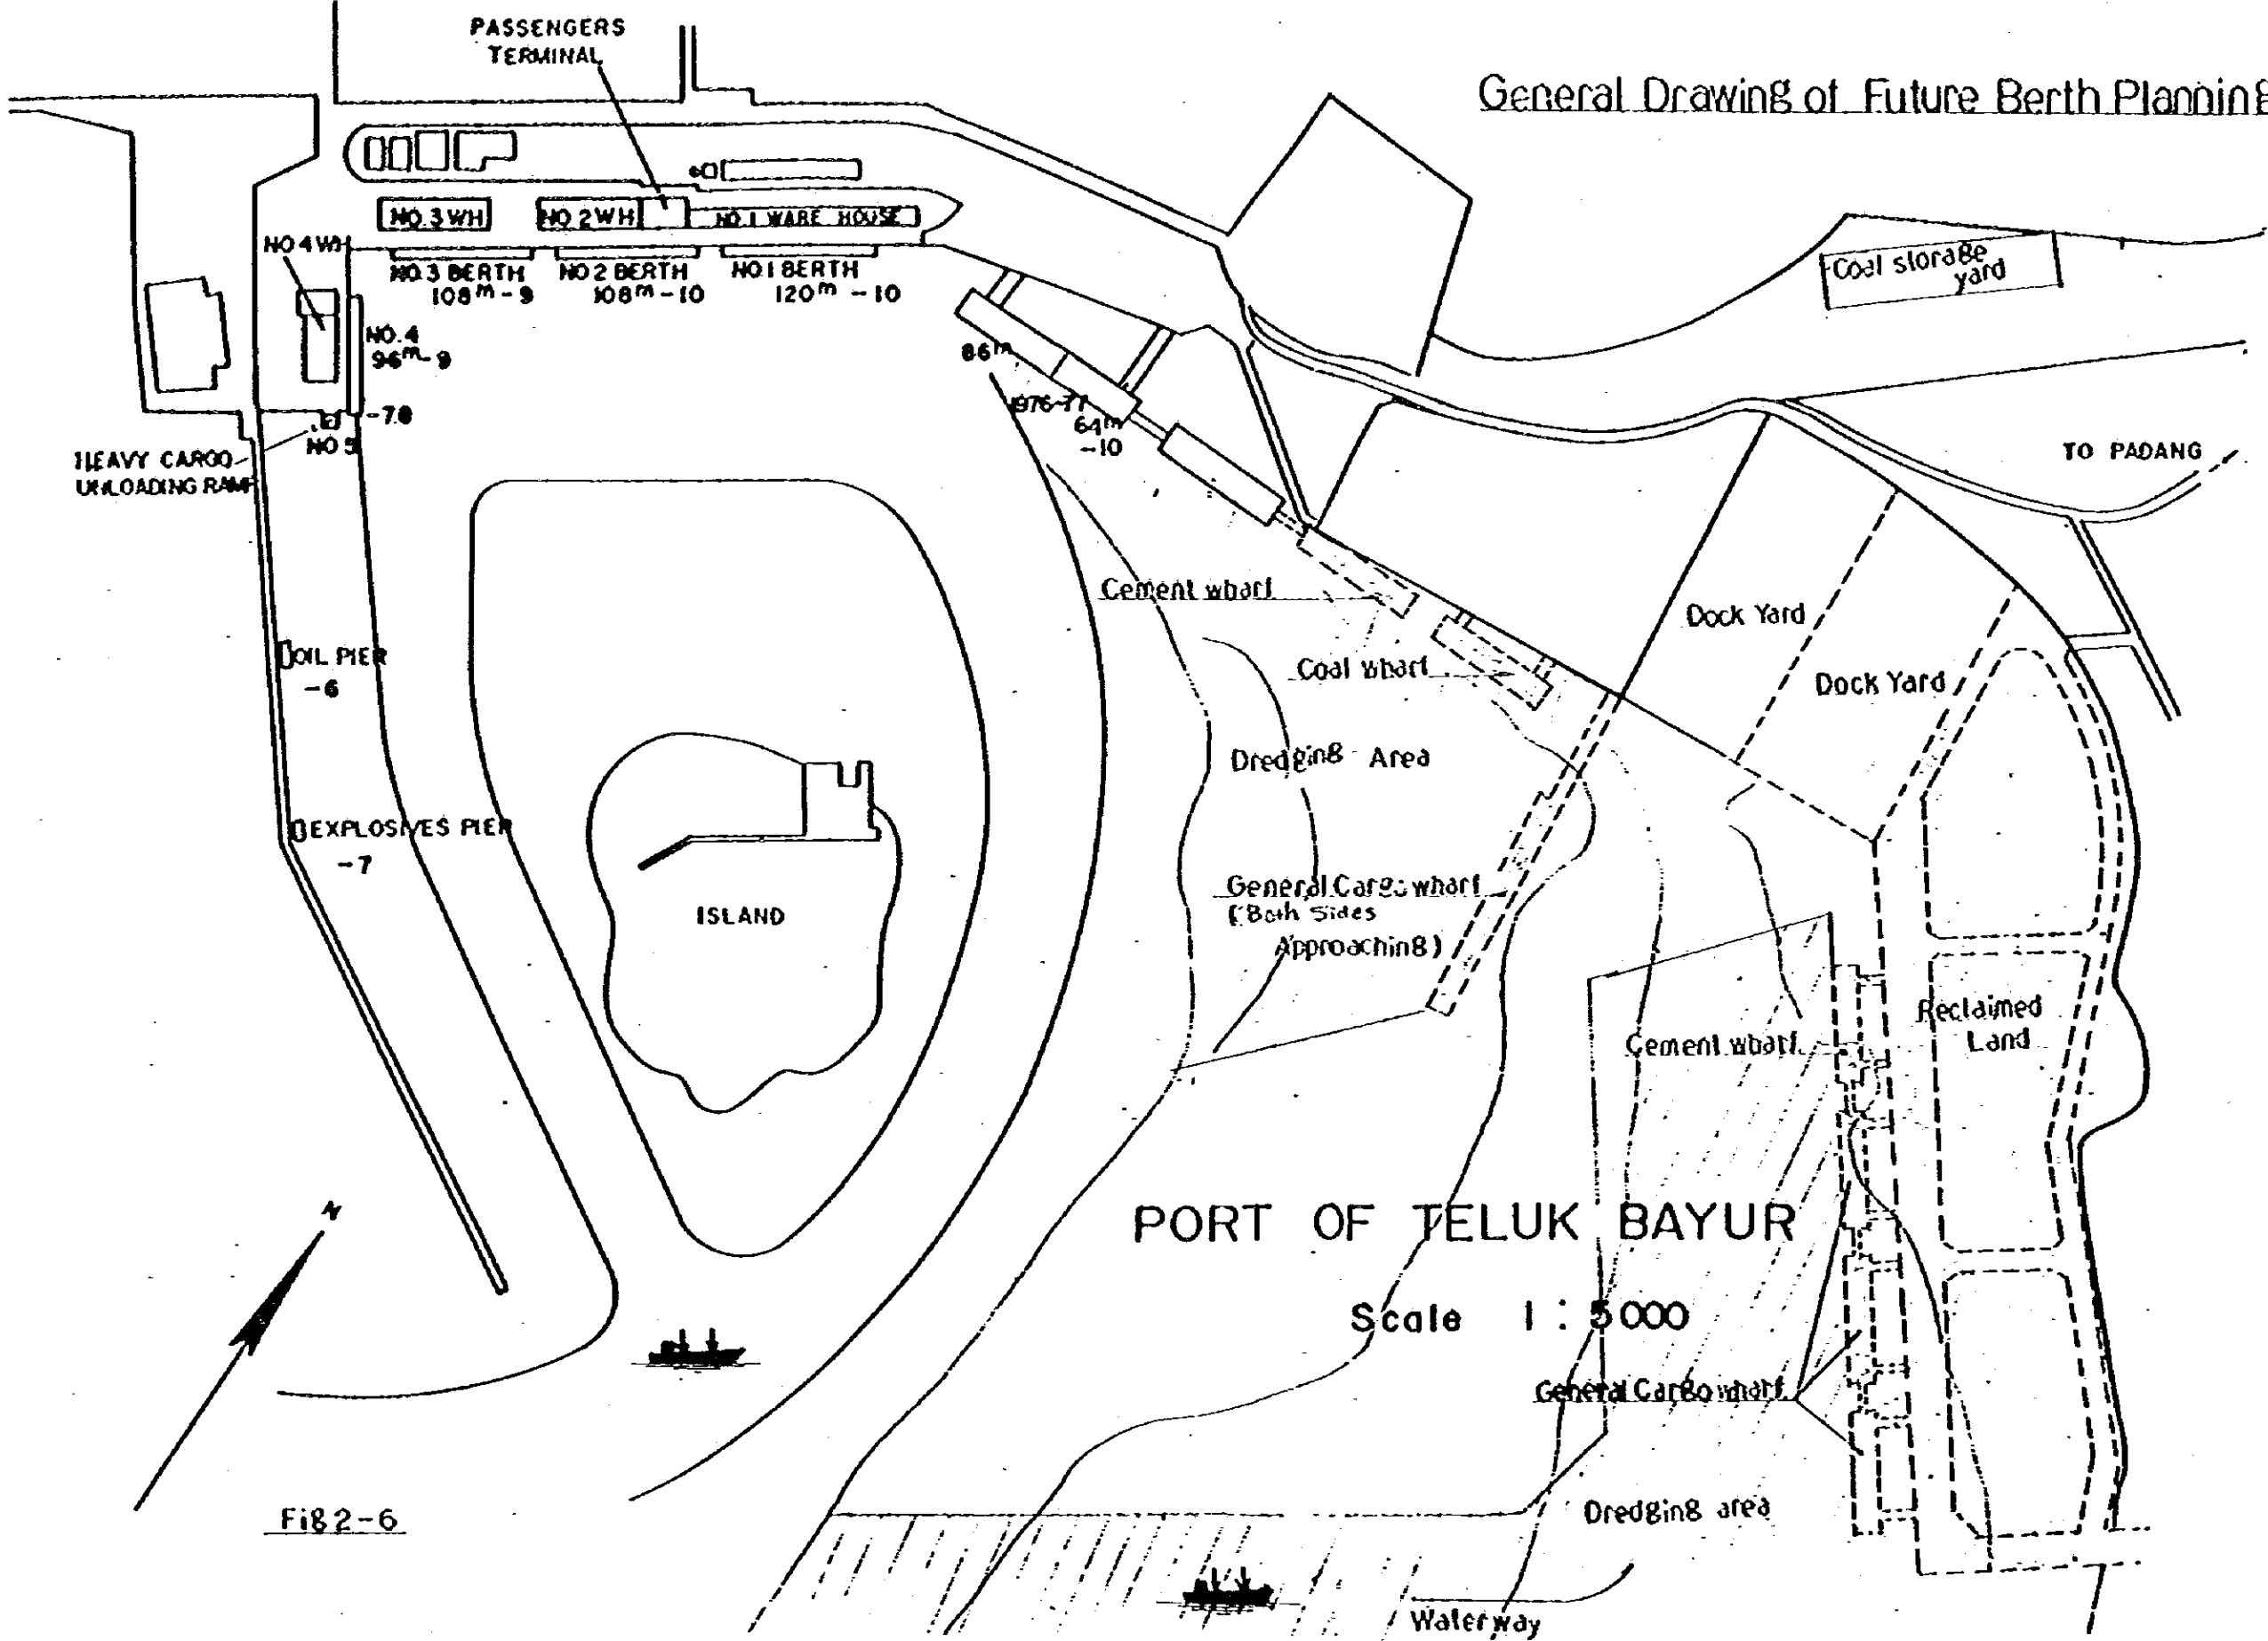 General Drawing of Future Berth Planning
PASSENGERS
TERMINAL
NO.3 WH
NO.2 WH
NO.1 WARE HOUSE
NO 4 WH
NO.3 BERTH
108m-9
NO.2 BERTH
108m-10
NO.1 BERTH
120m-10
NO.4
96m-9
-7.8
NO 5
HEAVY CARGO
UNLOADING RAMP
86m
1976-77
64m
-10
Coal storage
yard
TO PADANG
Cement wharf
Coal wharf
Dock Yard
Dock Yard
OIL PIER
-6
Dredging Area
EXPLOSIVES PIER
-7
ISLAND
General Cargo wharf
(Both Sides
Approaching)
Reclaimed
Land
Cement wharf
N
PORT OF TELUK BAYUR
Scale 1:5000
General Cargo wharf
Dredging area
Fig 2-6
Waterway